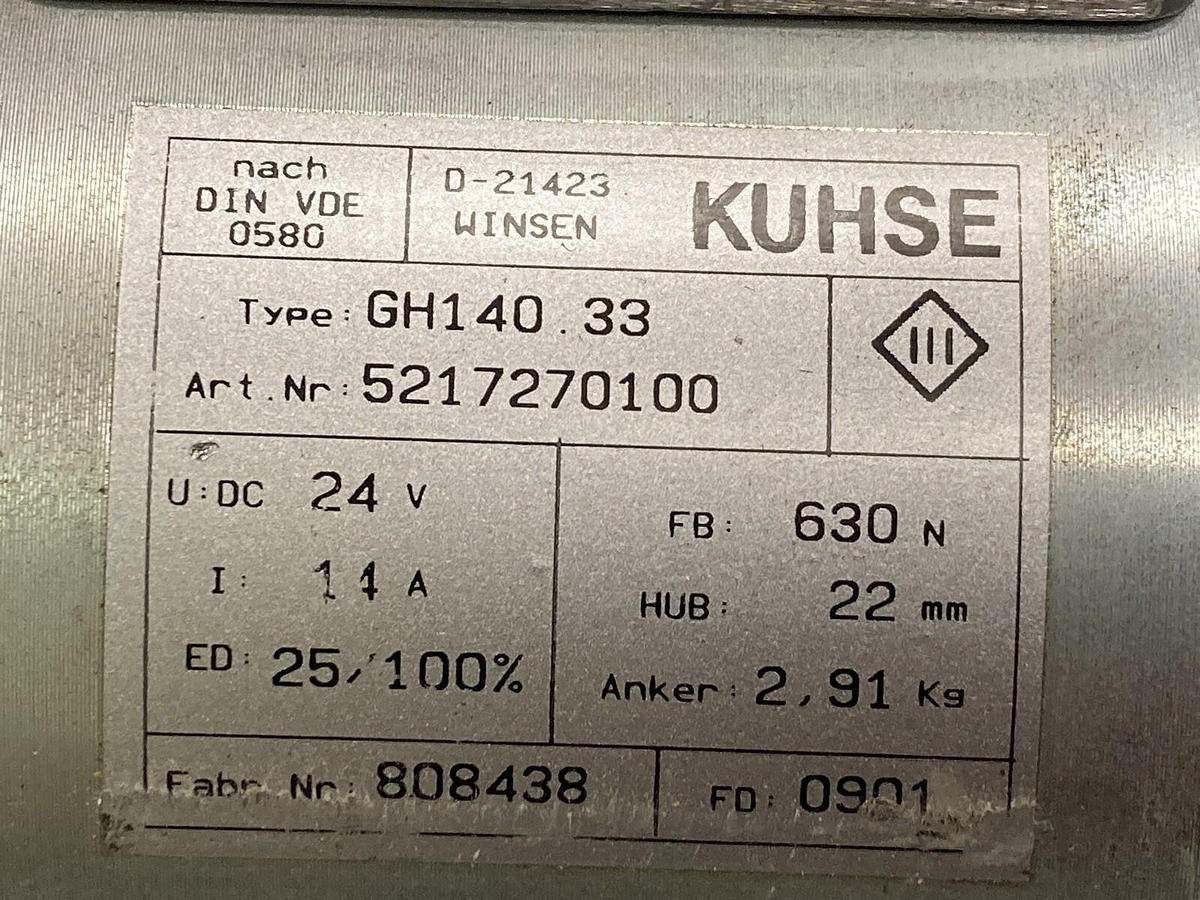 nach
DIN VDE
0580
D-21423
WINSEN
KUHSE
Type: GH140.33
Art.Nr: 5217270100
III
U:DC 24 V
I: 14 A
ED: 25/100%
FB: 630 N
HUB: 22 mm
Anker: 2,91 Kg
Fabr. Nr: 808438
FD: 0901